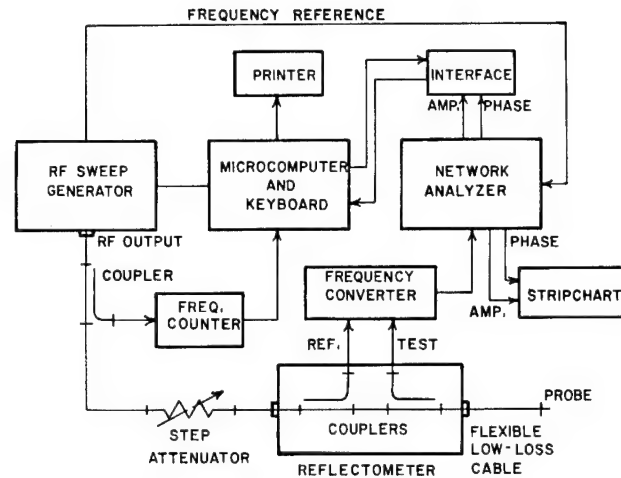 FREQUENCY REFERENCE
PRINTER
INTERFACE
AMP.
PHASE
RF SWEEP
GENERATOR
MICROCOMPUTER
AND
KEYBOARD
NETWORK
ANALYZER
RF OUTPUT
COUPLER
FREQ.
COUNTER
FREQUENCY
CONVERTER
PHASE
STRIPCHART
AMP.
REF.
TEST
STEP
ATTENUATOR
COUPLERS
REFLECTOMETER
PROBE
FLEXIBLE
LOW-LOSS
CABLE